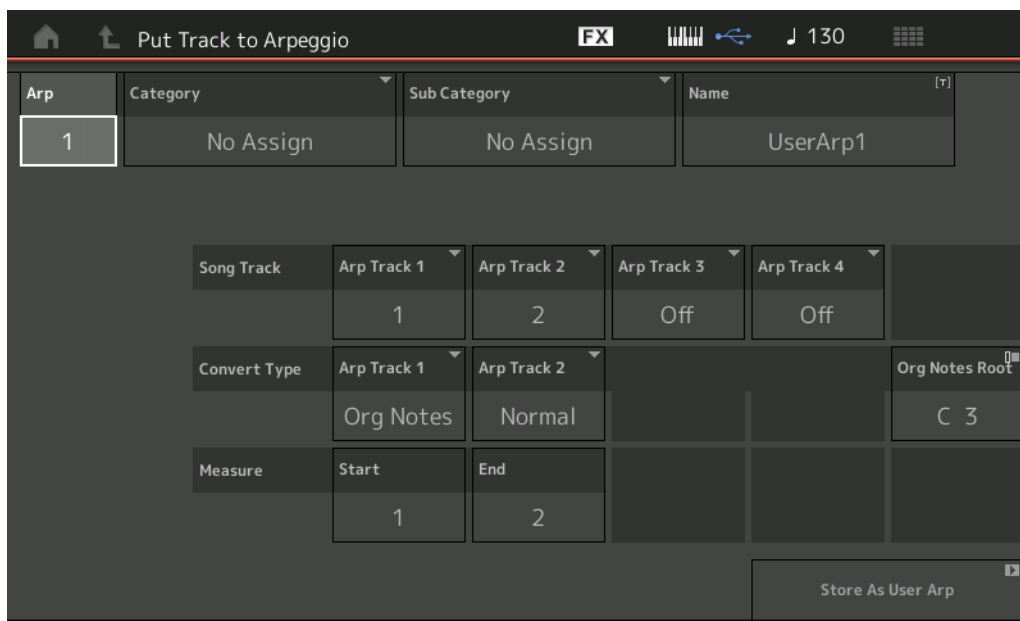 Put Track to Arpeggio FX 130
Arp Category Sub Category Name [T]
1 No Assign No Assign UserArp1
Song Track Arp Track 1 Arp Track 2 Arp Track 3 Arp Track 4
1 2 Off Off
Convert Type Arp Track 1 Arp Track 2 Org Notes Root
Org Notes Normal C 3
Measure Start End
1 2
Store As User Arp